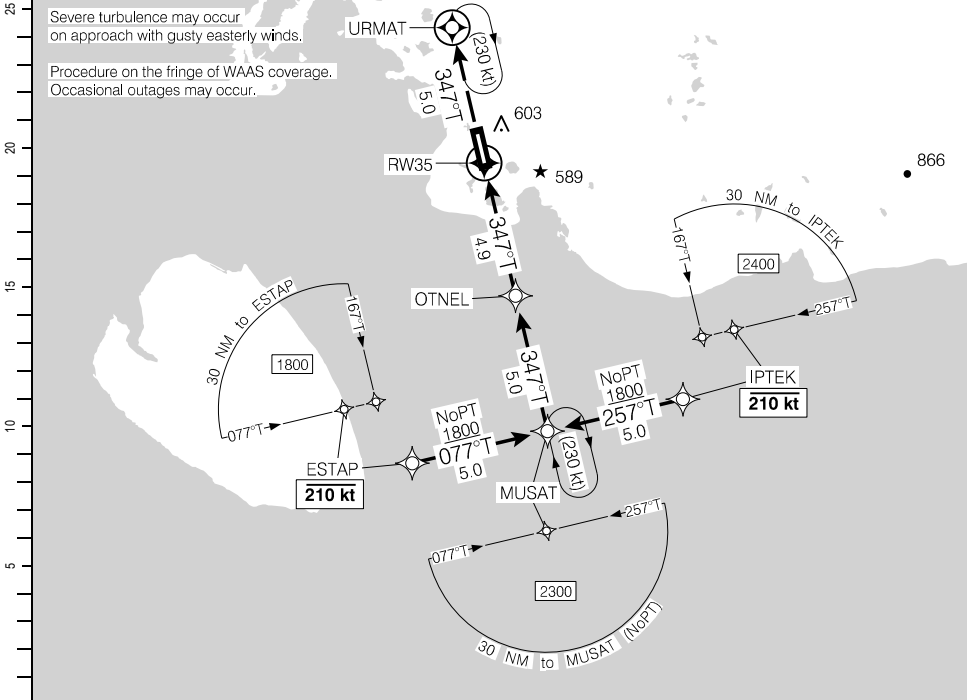 25
Severe turbulence may occur
on approach with gusty easterly winds.
Procedure on the fringe of WAAS coverage.
Occasional outages may occur.
URMAT
(230 kt)
347°T
5.0
603
20
RW35
589
866
30 NM to IPTEK
167°T
2400
257°T
347°T
4.9
15
OTNEL
30 NM to ESTAP
167°T
1800
077°T
347°T
5.0
NoPT
1800
257°T
5.0
IPTEK
210 kt
10
NoPT
1800
077°T
5.0
ESTAP
210 kt
(230 kt)
MUSAT
257°T
077°T
5
2300
30 NM to MUSAT (NoPT)